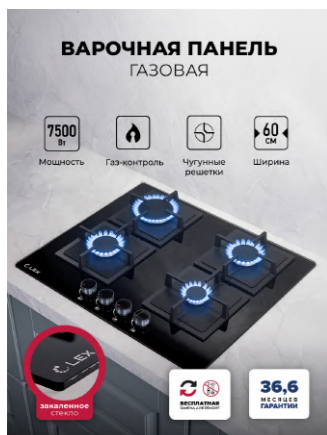 ВАРОЧНАЯ ПАНЕЛЬ
ГАЗОВАЯ
7500
Вт
60
СМ
Мощность
Газ-контроль
Чугунные
решетки
Ширина
LEX
LEX
закаленное
стекло
БЕСПЛАТНАЯ
36,6
МЕСЯЦЕВ
ГАРАНТИИ